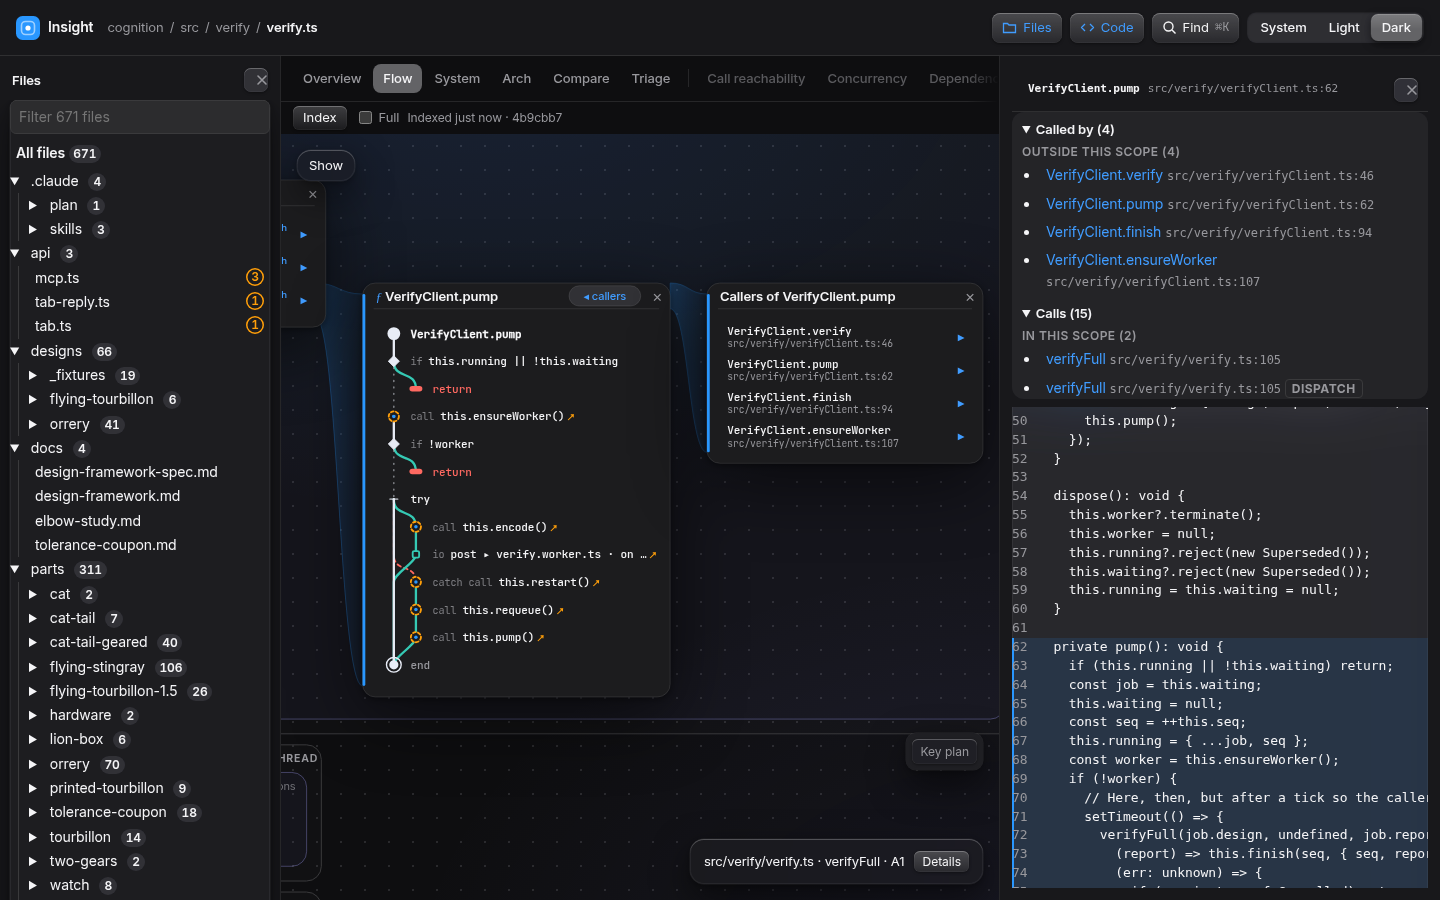 Insight cognition / src / verify / verify.ts
Files Code Find ⌘K System Light Dark
Files
Filter 671 files
All files 671
.claude 4
plan 1
skills 3
api 3
mcp.ts 3
tab-reply.ts 1
tab.ts 1
designs 66
_fixtures 19
flying-tourbillon 6
orrery 41
docs 4
design-framework-spec.md
design-framework.md
elbow-study.md
tolerance-coupon.md
parts 311
cat 2
cat-tail 7
cat-tail-geared 40
flying-stingray 106
flying-tourbillon-1.5 26
hardware 2
lion-box 6
orrery 70
printed-tourbillon 9
tolerance-coupon 18
tourbillon 14
two-gears 2
watch 8
Overview Flow System Arch Compare Triage Call reachability Concurrency Dependen
Index Full Indexed just now · 4b9cbb7
Show
h
h
h
ƒ VerifyClient.pump ◂ callers
VerifyClient.pump
if this.running || !this.waiting
return
call this.ensureWorker() ↗
if !worker
return
try
call this.encode() ↗
io post ▸ verify.worker.ts · on … ↗
catch call this.restart() ↗
call this.requeue() ↗
call this.pump() ↗
end
Callers of VerifyClient.pump
VerifyClient.verify
src/verify/verifyClient.ts:46
VerifyClient.pump
src/verify/verifyClient.ts:62
VerifyClient.finish
src/verify/verifyClient.ts:94
VerifyClient.ensureWorker
src/verify/verifyClient.ts:107
HREAD
ons
Key plan
src/verify/verify.ts · verifyFull · A1 Details
VerifyClient.pump src/verify/verifyClient.ts:62
Called by (4)
OUTSIDE THIS SCOPE (4)
VerifyClient.verify src/verify/verifyClient.ts:46
VerifyClient.pump src/verify/verifyClient.ts:62
VerifyClient.finish src/verify/verifyClient.ts:94
VerifyClient.ensureWorker
src/verify/verifyClient.ts:107
Calls (15)
IN THIS SCOPE (2)
verifyFull src/verify/verify.ts:105
verifyFull src/verify/verify.ts:105 DISPATCH
50 this.pump();
51 });
52 }
53
54 dispose(): void {
55 this.worker?.terminate();
56 this.worker = null;
57 this.running?.reject(new Superseded());
58 this.waiting?.reject(new Superseded());
59 this.running = this.waiting = null;
60 }
61
62 private pump(): void {
63 if (this.running || !this.waiting) return;
64 const job = this.waiting;
65 this.waiting = null;
66 const seq = ++this.seq;
67 this.running = { ...job, seq };
68 const worker = this.ensureWorker();
69 if (!worker) {
70 // Here, then, but after a tick so the caller
71 setTimeout(() => {
72 verifyFull(job.design, undefined, job.repor
73 (report) => this.finish(seq, { seq, repor
74 (err: unknown) => {